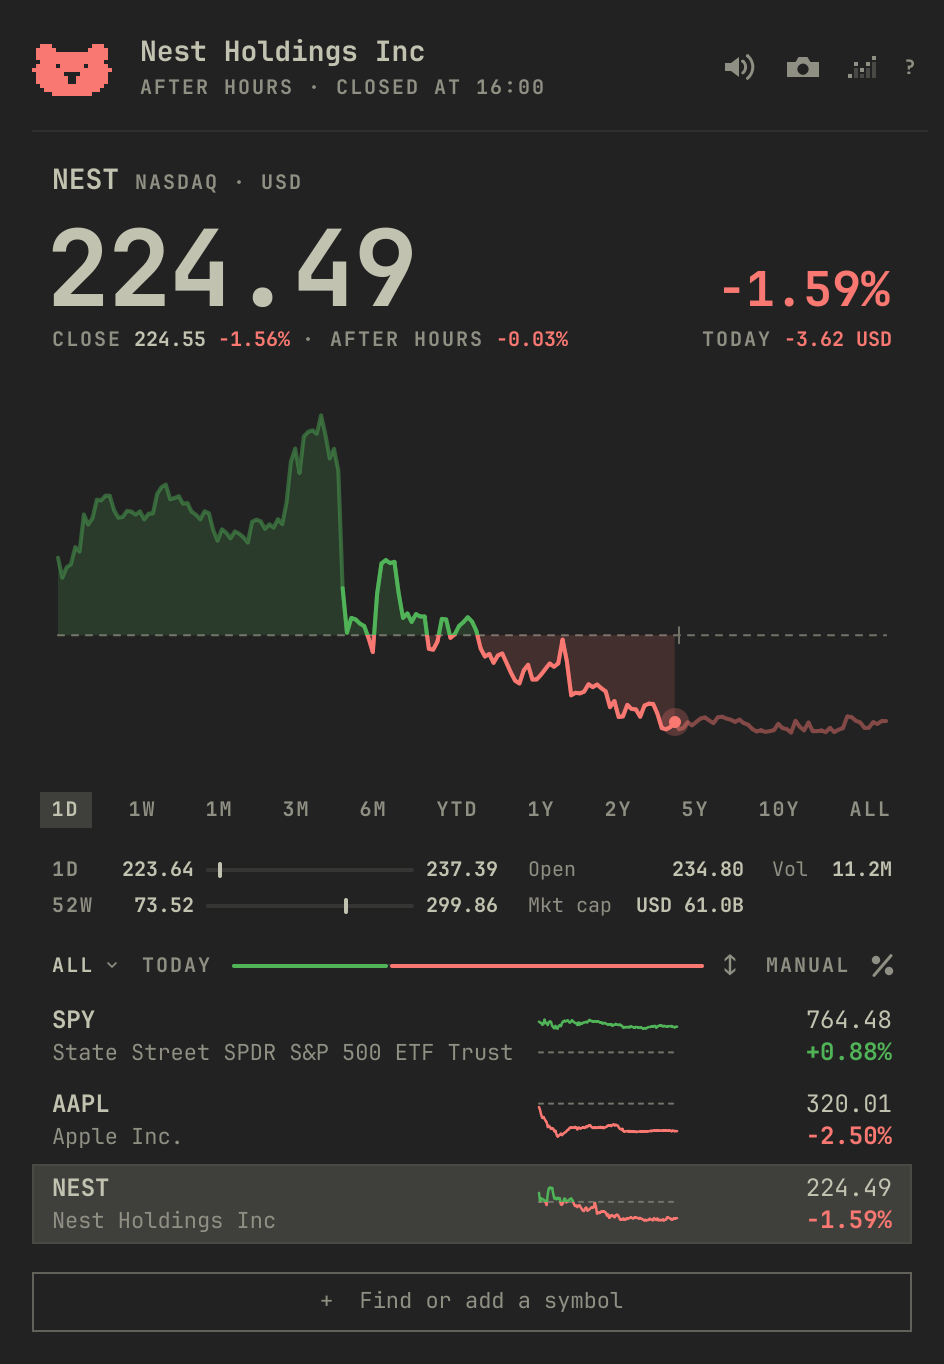 Nest Holdings Inc
AFTER HOURS · CLOSED AT 16:00
?
NEST NASDAQ · USD
224.49
-1.59%
CLOSE 224.55 -1.56% · AFTER HOURS -0.03%
TODAY -3.62 USD
1D 1W 1M 3M 6M YTD 1Y 2Y 5Y 10Y ALL
1D 223.64 237.39 Open 234.80 Vol 11.2M
52W 73.52 299.86 Mkt cap USD 61.0B
ALL TODAY MANUAL %
SPY 764.48
State Street SPDR S&P 500 ETF Trust +0.88%
AAPL 320.01
Apple Inc. -2.50%
NEST 224.49
Nest Holdings Inc -1.59%
+ Find or add a symbol